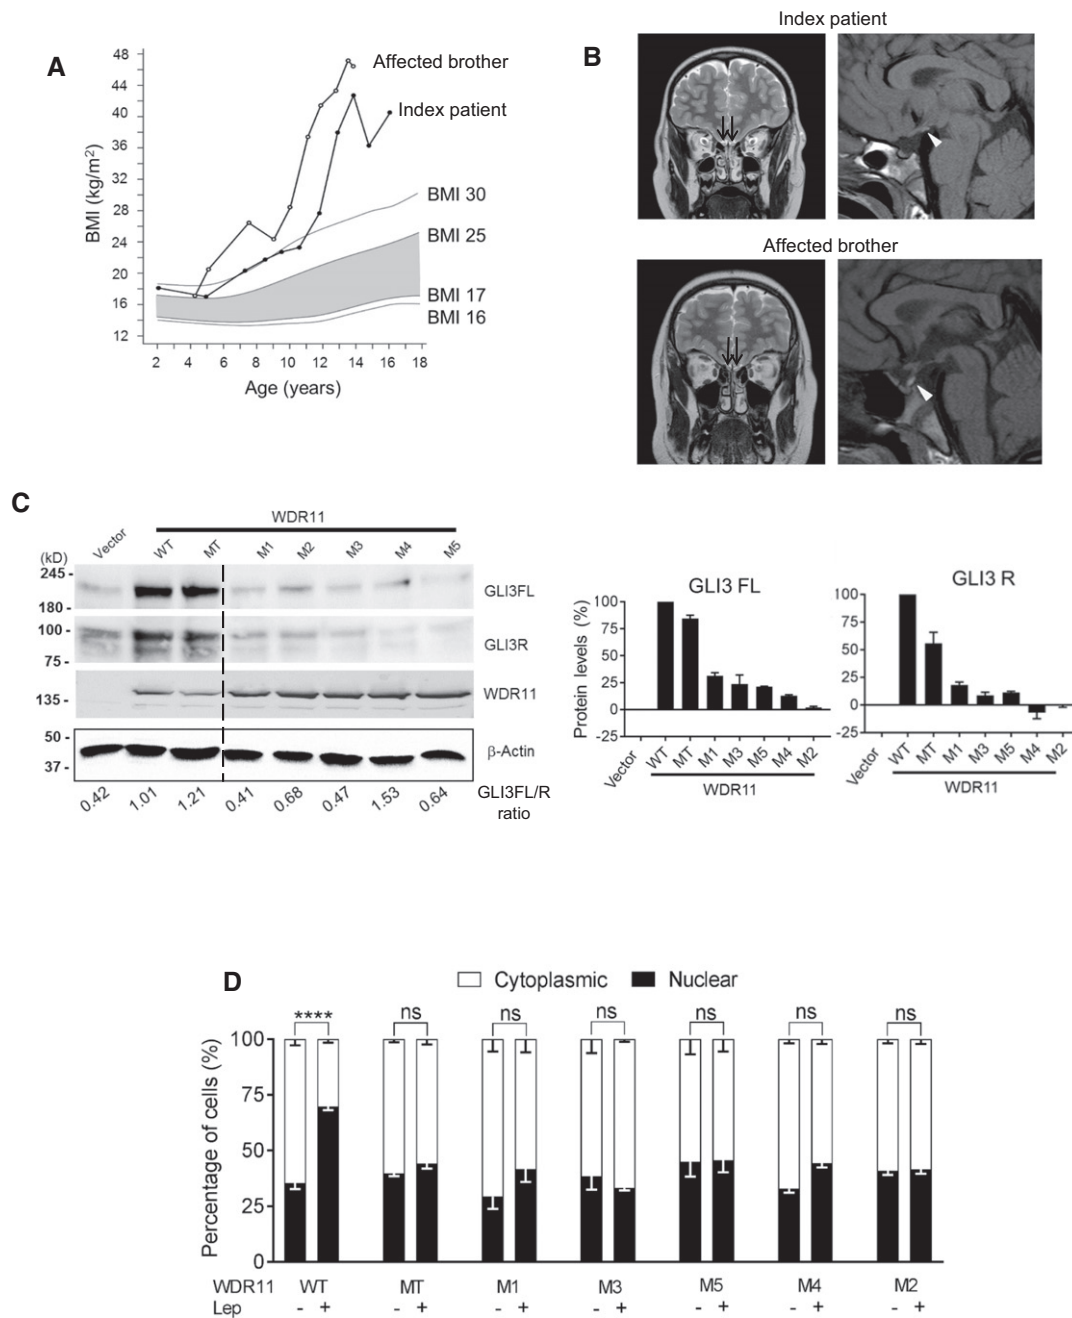 A
48
44
40
36
32
28
24
20
16
12
BMI (kg/m2)
Affected brother
Index patient
BMI 30
BMI 25
BMI 17
BMI 16
2 4 6 8 10 12 14 16 18
Age (years)
B
Index patient
Affected brother
C
WDR11
Vector WT MT M1 M2 M3 M4 M5
(kD)
245 -
180 -
GLI3FL
100 -
75 -
GLI3R
135 -
WDR11
50 -
37 -
β-Actin
0.42 1.01 1.21 0.41 0.68 0.47 1.53 0.64
GLI3FL/R
ratio
GLI3 FL
Protein levels (%)
100
75
50
25
0
-25
Vector WT MT M1 M3 M5 M4 M2
WDR11
GLI3 R
100
75
50
25
0
-25
Vector WT MT M1 M3 M5 M4 M2
WDR11
D
Cytoplasmic Nuclear
**** ns ns ns ns ns ns
Percentage of cells (%)
100
75
50
25
0
WDR11 WT MT M1 M3 M5 M4 M2
Lep - + - + - + - + - + - + - +